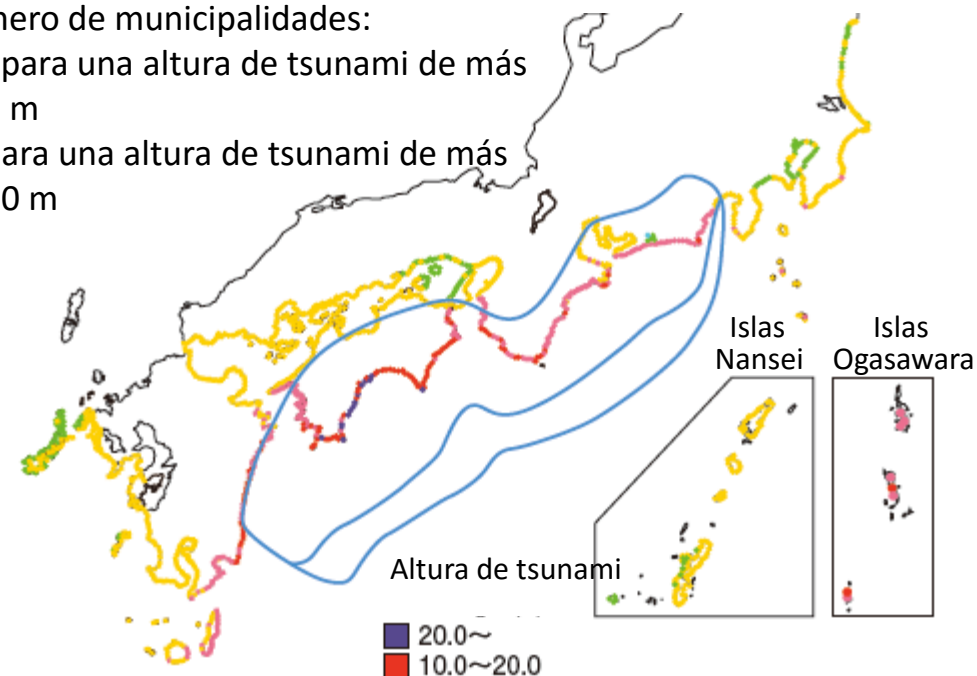 nero de municipalidades:
para una altura de tsunami de más
m
ara una altura de tsunami de más
0 m
Islas
Nansei
Islas
Ogasawara
Altura de tsunami
20.0～
10.0～20.0